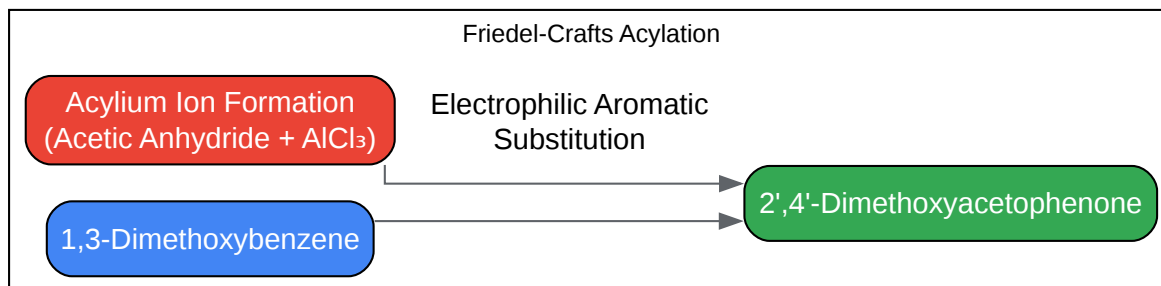 Friedel-Crafts Acylation
Acylium Ion Formation
(Acetic Anhydride + AlCl₃)
Electrophilic Aromatic
Substitution
1,3-Dimethoxybenzene
2',4'-Dimethoxyacetophenone